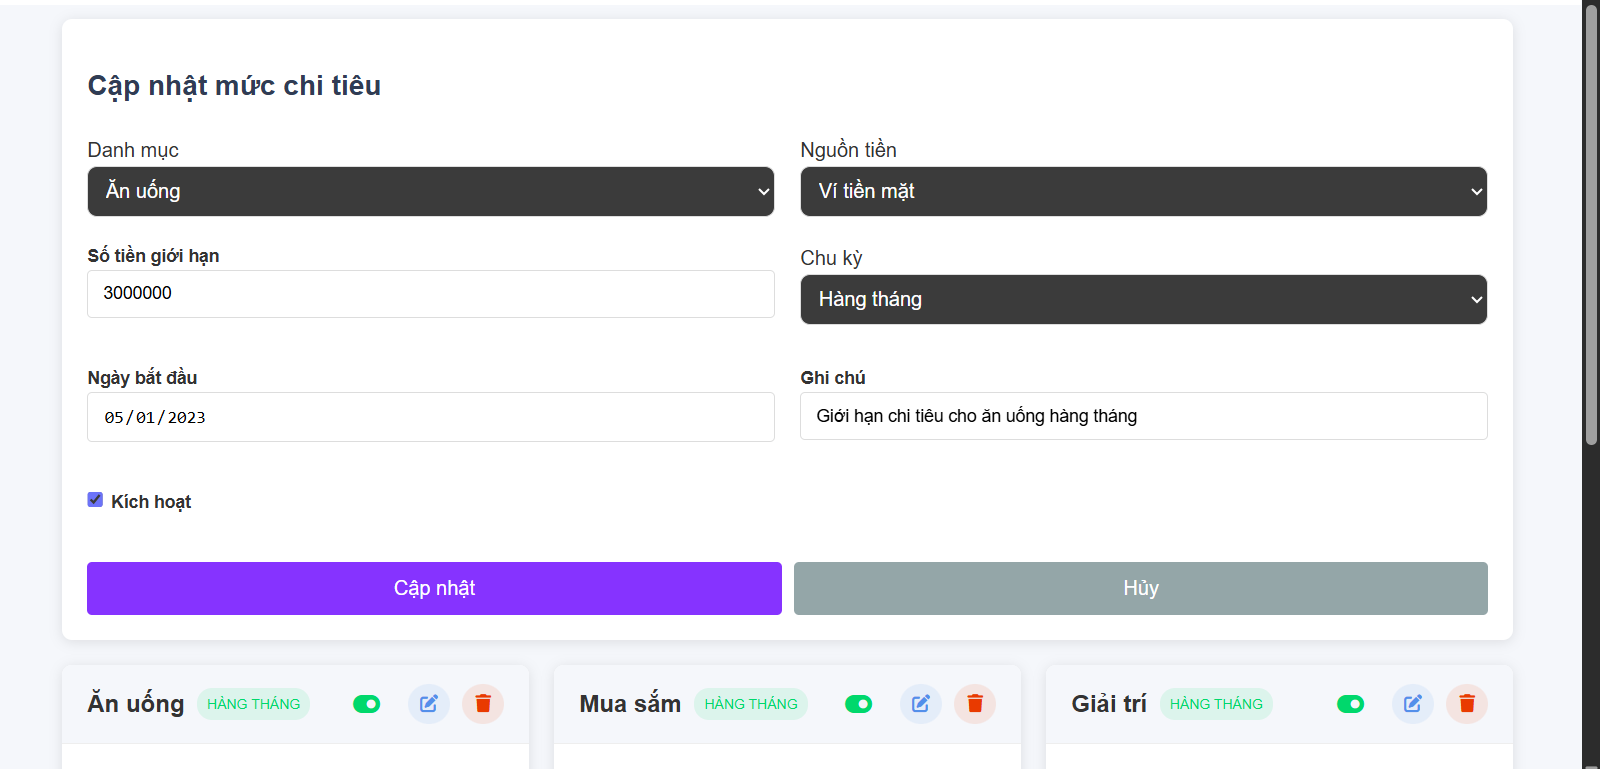 Cập nhật mức chi tiêu
Danh mục
Nguồn tiền
Ăn uống
Ví tiền mặt
Số tiền giới hạn
Chu kỳ
3000000
Hàng tháng
Ngày bắt đầu
Ghi chú
05/01/2023
Giới hạn chi tiêu cho ăn uống hàng tháng
Kích hoạt
Cập nhật
Hủy
Ăn uống HÀNG THÁNG
Mua sắm HÀNG THÁNG
Giải trí HÀNG THÁNG